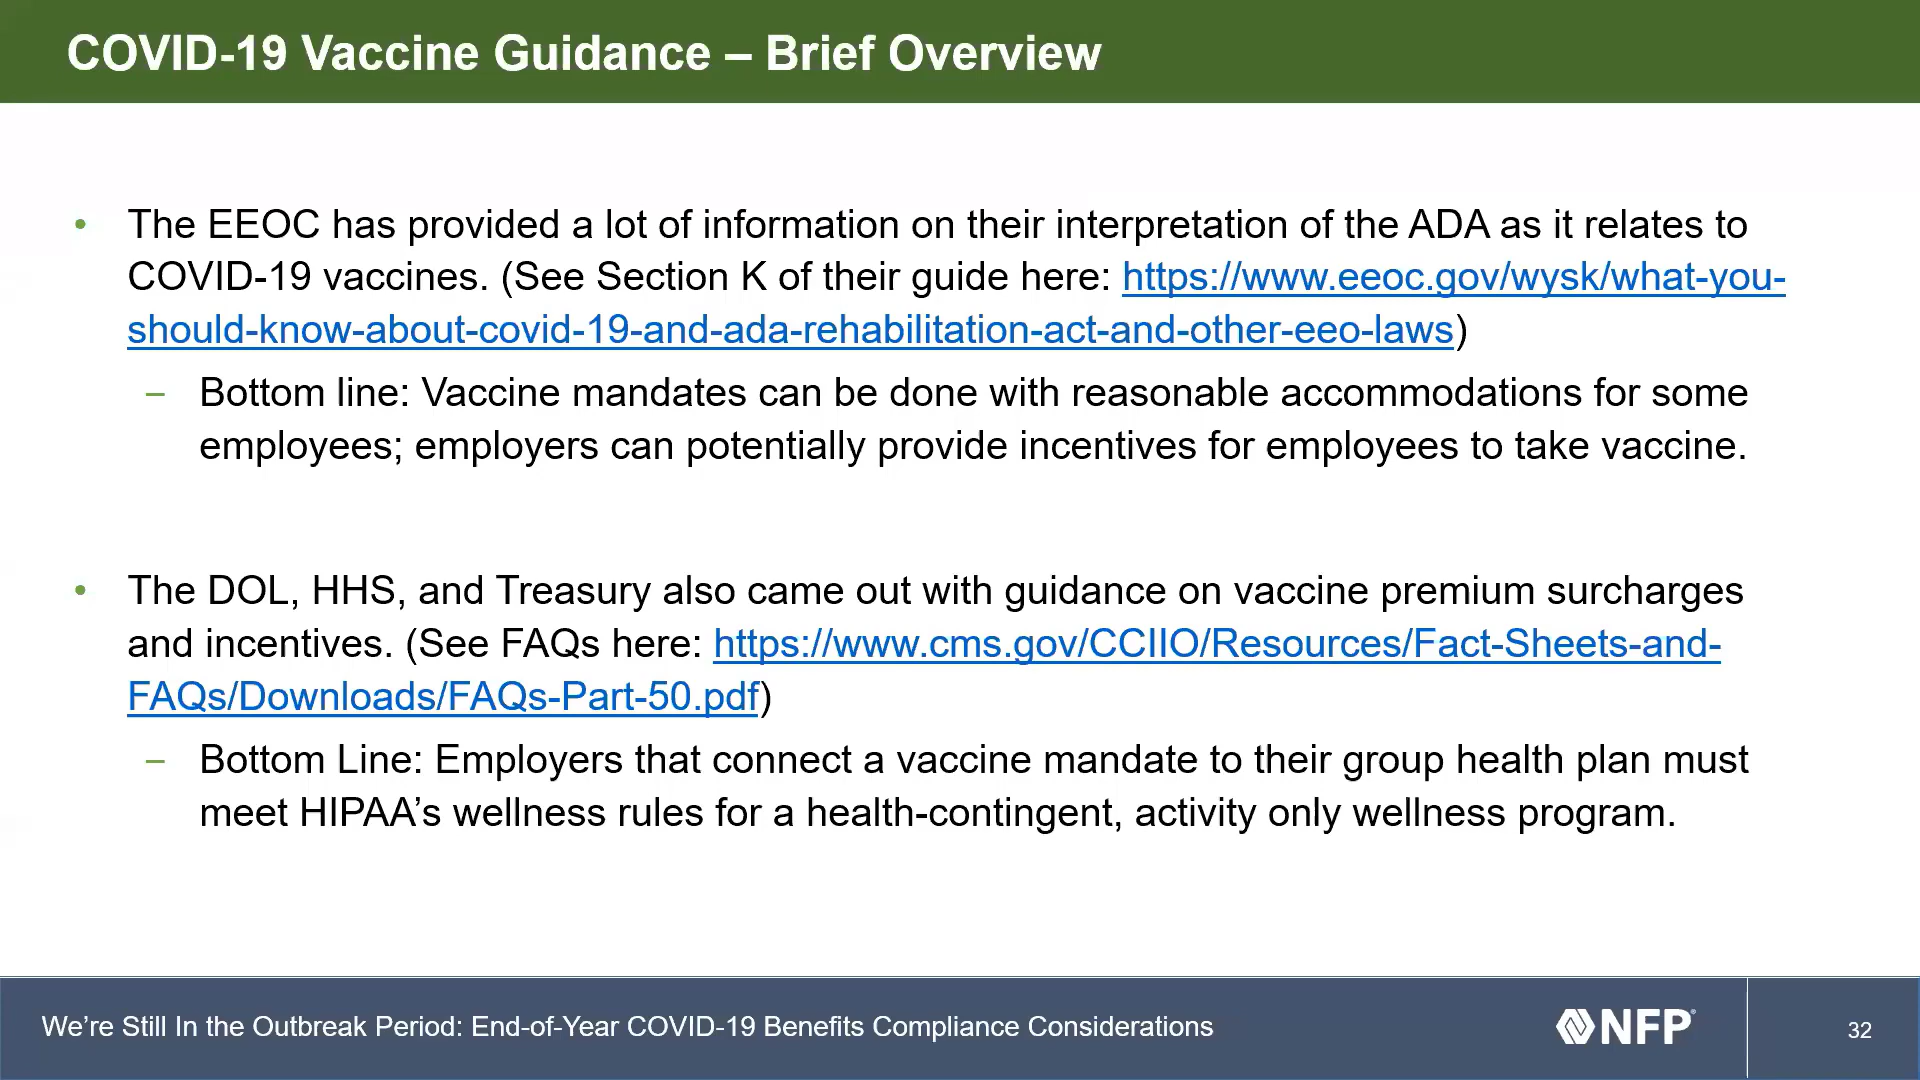 COVID-19 Vaccine Guidance – Brief Overview
• The EEOC has provided a lot of information on their interpretation of the ADA as it relates to
COVID-19 vaccines. (See Section K of their guide here: https://www.eeoc.gov/wysk/what-you-
should-know-about-covid-19-and-ada-rehabilitation-act-and-other-eeo-laws)
– Bottom line: Vaccine mandates can be done with reasonable accommodations for some
employees; employers can potentially provide incentives for employees to take vaccine.
• The DOL, HHS, and Treasury also came out with guidance on vaccine premium surcharges
and incentives. (See FAQs here: https://www.cms.gov/CCIIO/Resources/Fact-Sheets-and-
FAQs/Downloads/FAQs-Part-50.pdf)
– Bottom Line: Employers that connect a vaccine mandate to their group health plan must
meet HIPAA’s wellness rules for a health-contingent, activity only wellness program.
We’re Still In the Outbreak Period: End-of-Year COVID-19 Benefits Compliance Considerations
NFP®
32